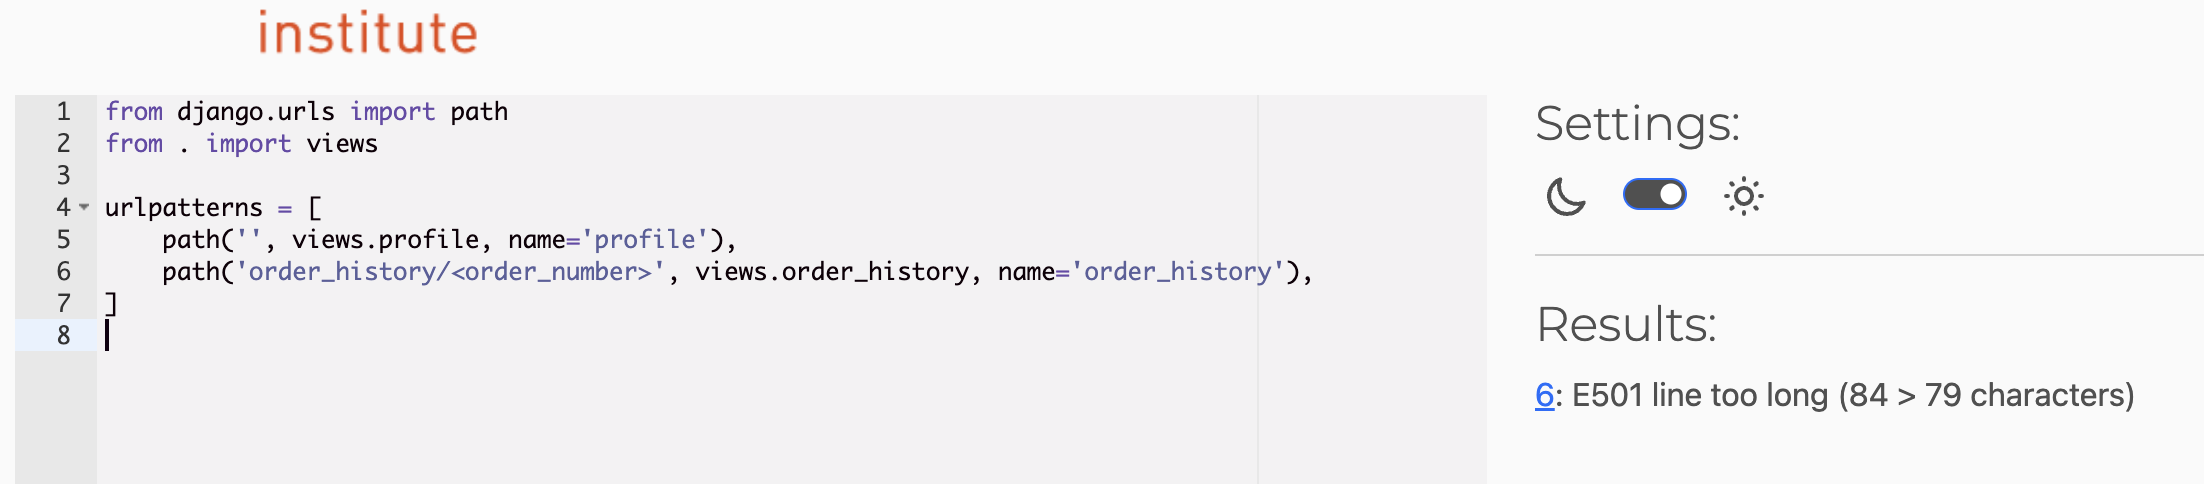 institute
1 from django.urls import path
2 from . import views
3
4 urlpatterns = [
5     path('', views.profile, name='profile'),
6     path('order_history/<order_number>', views.order_history, name='order_history'),
7 ]
8
Settings:
Results:
6: E501 line too long (84 > 79 characters)